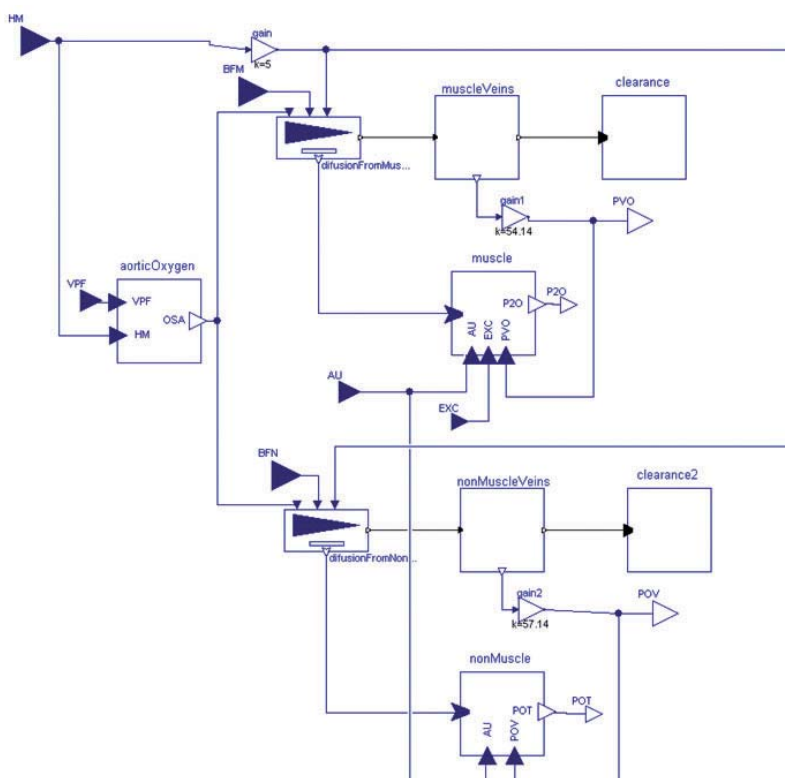 HM
gain
k=5
BFM
muscleVeins
clearance
difusionFromMus...
gain1
k=54.14
PVO
muscle
aorticOxygen
VPF
VPF
OSA
HM
P2O
P2O
AU
EXC
PVO
AU
EXC
BFN
nonMuscleVeins
clearance2
difusionFromNon...
gain2
k=57.14
POV
nonMuscle
POT
POT
AU
POV